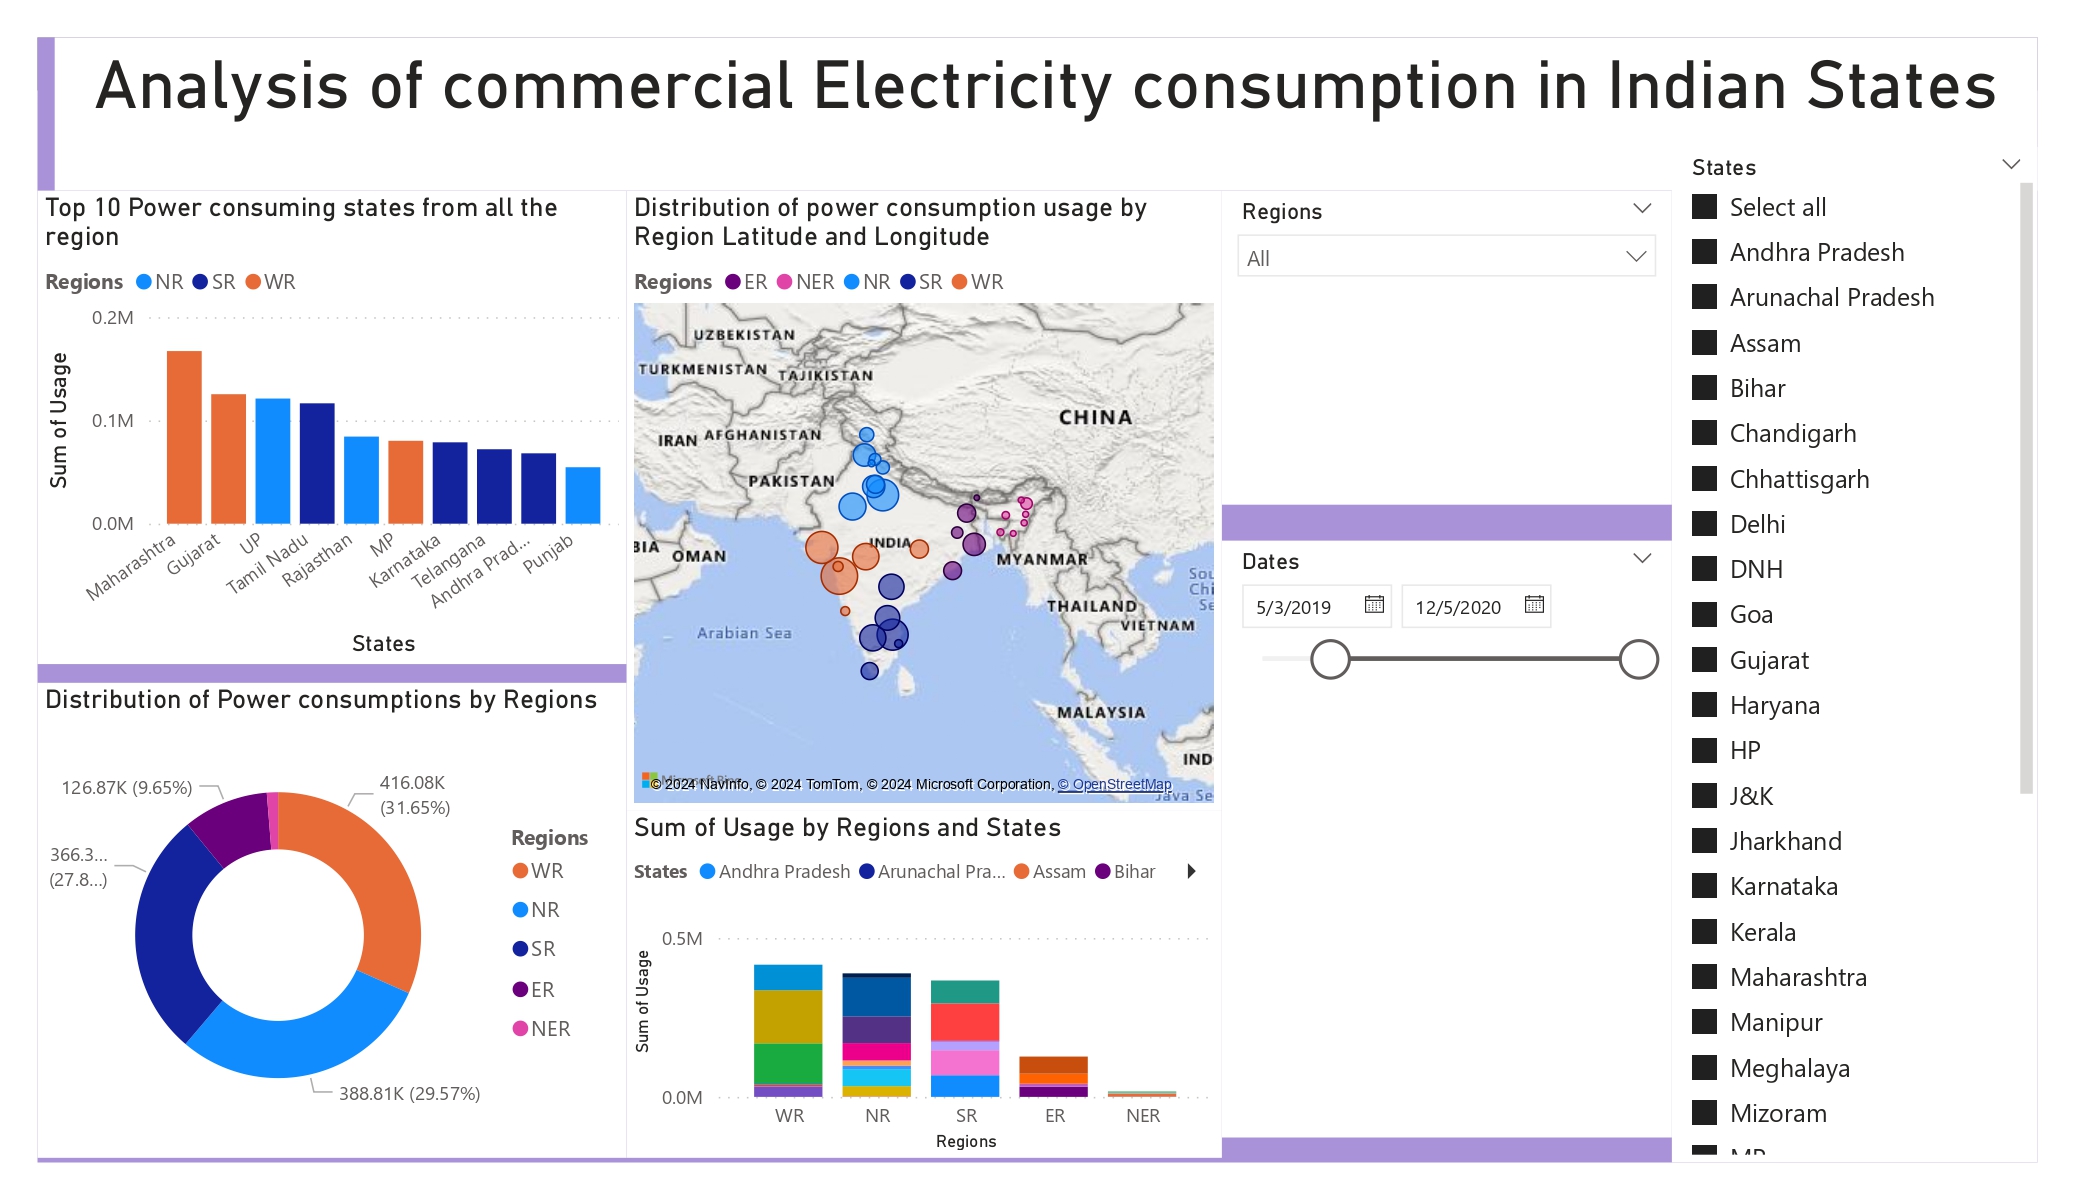 Analysis of commercial Electricity consumption in Indian States
Top 10 Power consuming states from all the
region
Regions NR SR WR
0.2M
0.1M
0.0M
Sum of Usage
Maharashtra
Gujarat
UP
Tamil Nadu
Rajasthan
MP
Karnataka
Telangana
Andhra Prad...
Punjab
States
Distribution of Power consumptions by Regions
126.87K (9.65%)
416.08K
(31.65%)
366.3...
(27.8...)
388.81K (29.57%)
Regions
WR
NR
SR
ER
NER
Distribution of power consumption usage by
Region Latitude and Longitude
Regions ER NER NR SR WR
UZBEKISTAN
TURKMENISTAN
TAJIKISTAN
CHINA
IRAN
AFGHANISTAN
PAKISTAN
INDIA
BIA
OMAN
MYANMAR
Sou
Chi
Se
THAILAND
VIETNAM
Arabian Sea
MALAYSIA
IND
Java Se
© 2024 NavInfo, © 2024 TomTom, © 2024 Microsoft Corporation, © OpenStreetMap
Sum of Usage by Regions and States
States Andhra Pradesh Arunachal Pra... Assam Bihar
0.5M
0.0M
Sum of Usage
WR NR SR ER NER
Regions
Regions
All
Dates
5/3/2019 12/5/2020
States
Select all
Andhra Pradesh
Arunachal Pradesh
Assam
Bihar
Chandigarh
Chhattisgarh
Delhi
DNH
Goa
Gujarat
Haryana
HP
J&K
Jharkhand
Karnataka
Kerala
Maharashtra
Manipur
Meghalaya
Mizoram